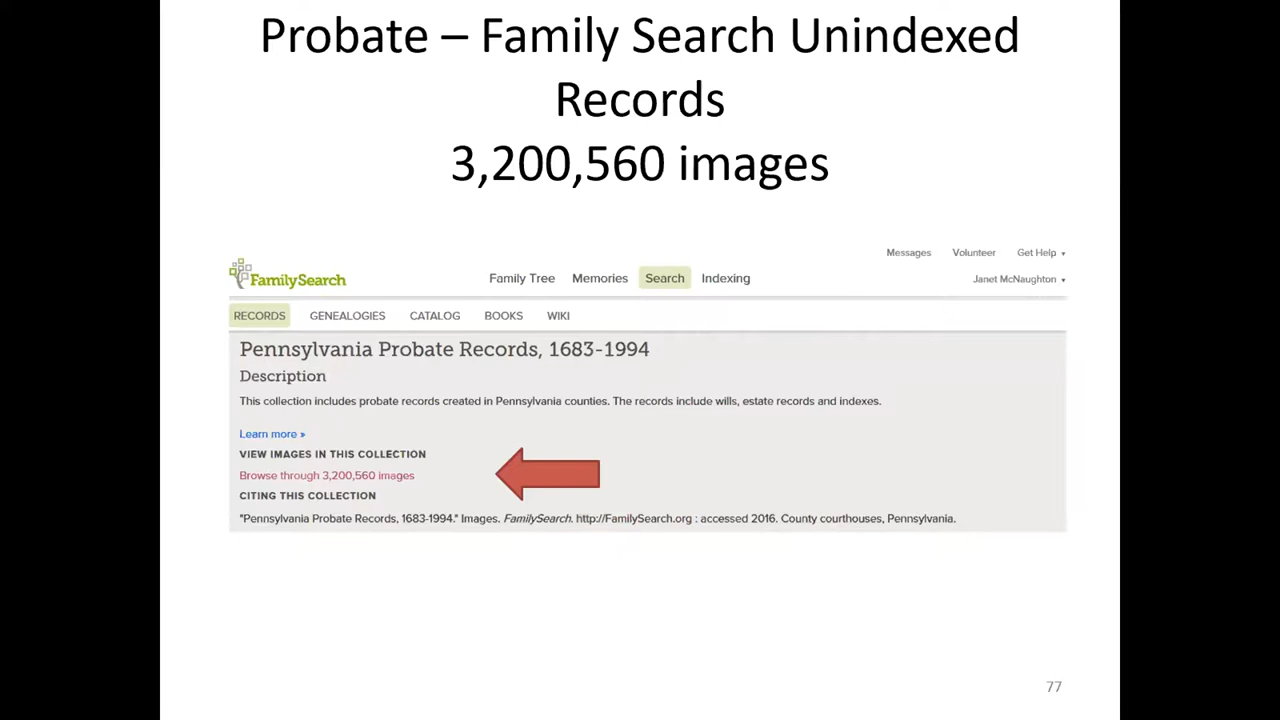 Probate – Family Search Unindexed
Records
3,200,560 images
Messages Volunteer Get Help
FamilySearch Family Tree Memories Search Indexing Janet McNaughton
RECORDS GENEALOGIES CATALOG BOOKS WIKI
Pennsylvania Probate Records, 1683-1994
Description
This collection includes probate records created in Pennsylvania counties. The records include wills, estate records and indexes.
Learn more »
VIEW IMAGES IN THIS COLLECTION
Browse through 3,200,560 images
CITING THIS COLLECTION
"Pennsylvania Probate Records, 1683-1994." Images. FamilySearch. http://FamilySearch.org : accessed 2016. County courthouses, Pennsylvania.
77